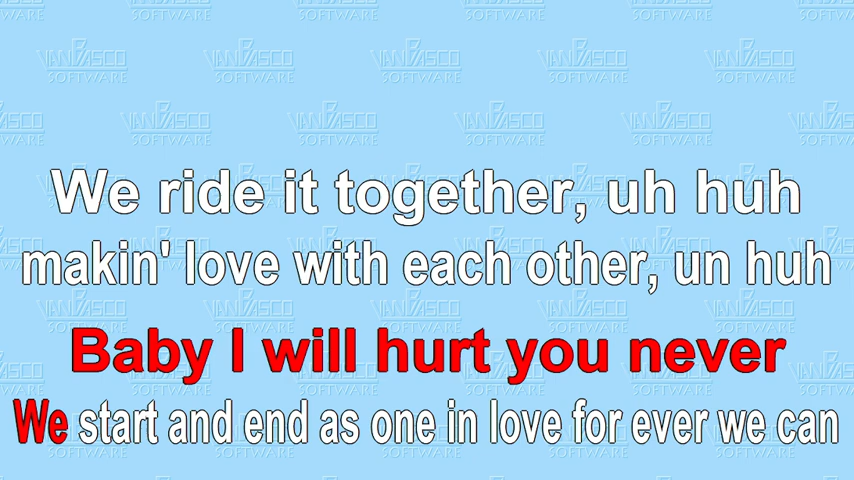 We ride it together, uh huh
makin' love with each other, un huh
Baby I will hurt you never
We start and end as one in love for ever we can
VANBASCO
SOFTWARE